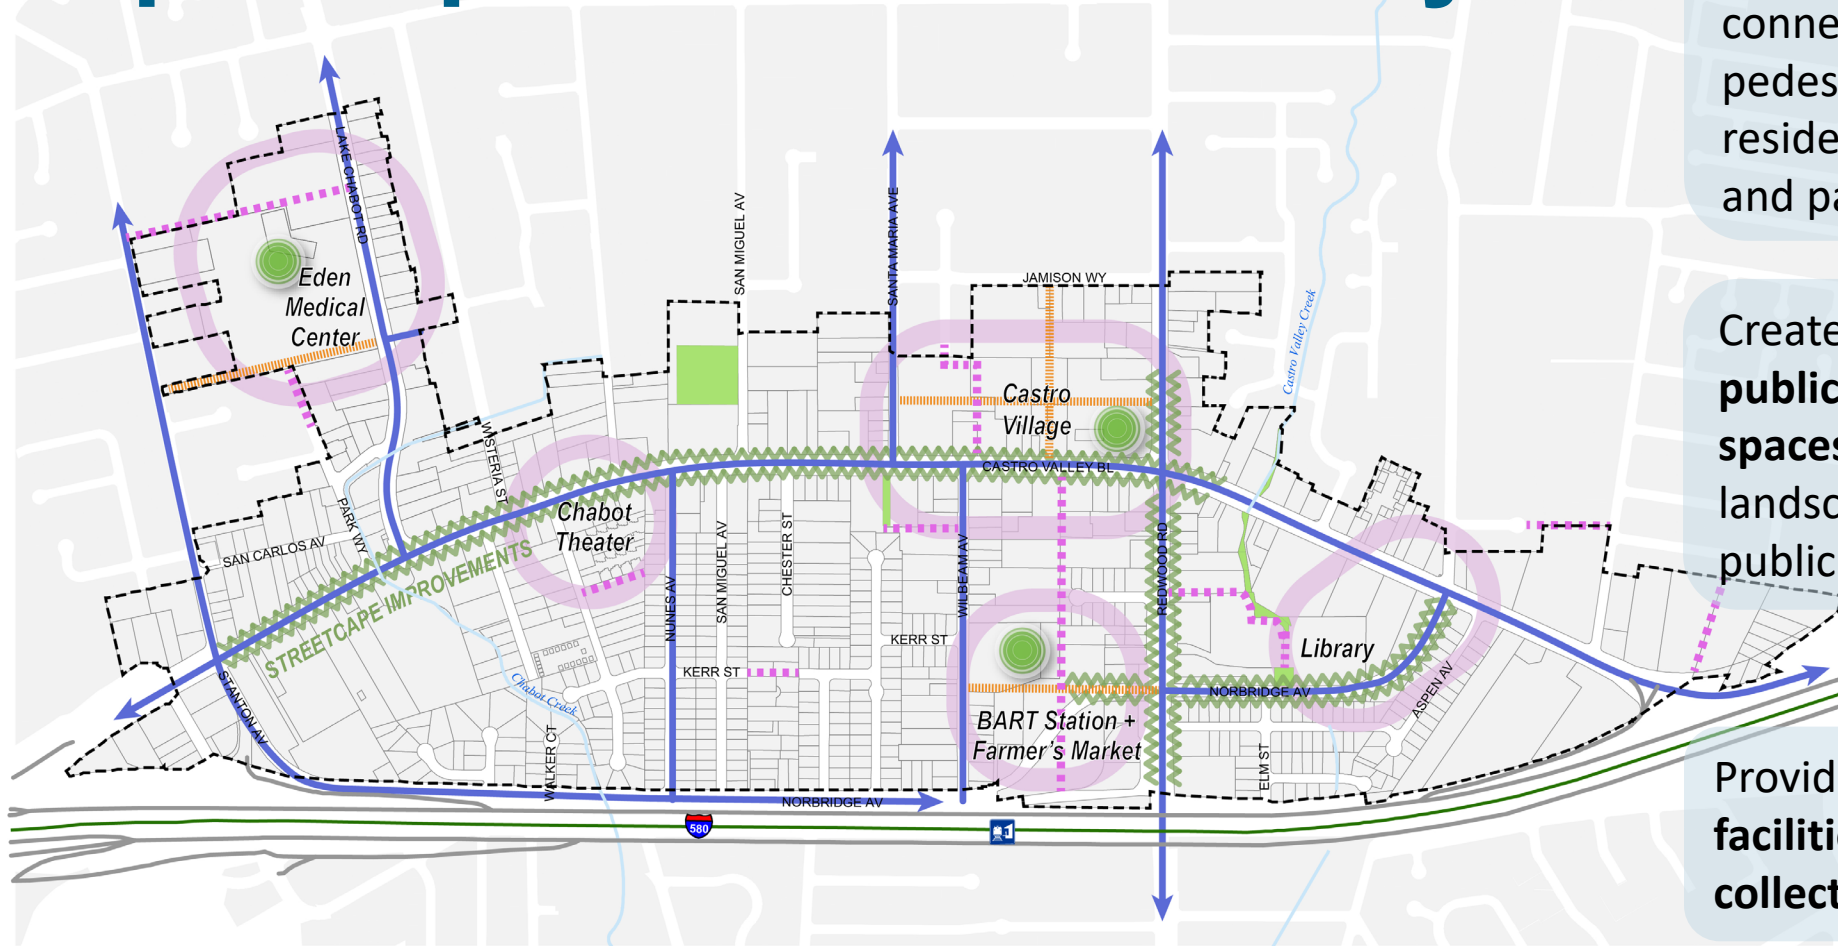 LAKE CHABOT RD
Eden
Medical
Center
SAN MIGUEL AV
SANTA MARIA AVE
JAMISON WY
Castro Valley Creek
Castro
Village
CASTRO VALLEY BL
WISTERIA ST
PARK WY
SAN CARLOS AV
STREETCAPE IMPROVEMENTS
Chabot
Theater
NUNES AV
SAN MIGUEL AV
CHESTER ST
WILBEAM AV
REDWOOD RD
KERR ST
KERR ST
Library
NORBRIDGE AV
ASPEN AV
STANTON AV
Chabot Creek
WALKER CT
BART Station +
Farmer's Market
ELM ST
NORBRIDGE AV
580
conne
pedes
reside
and pa
Create
public
spaces
landsc
public
Provid
faciliti
collect